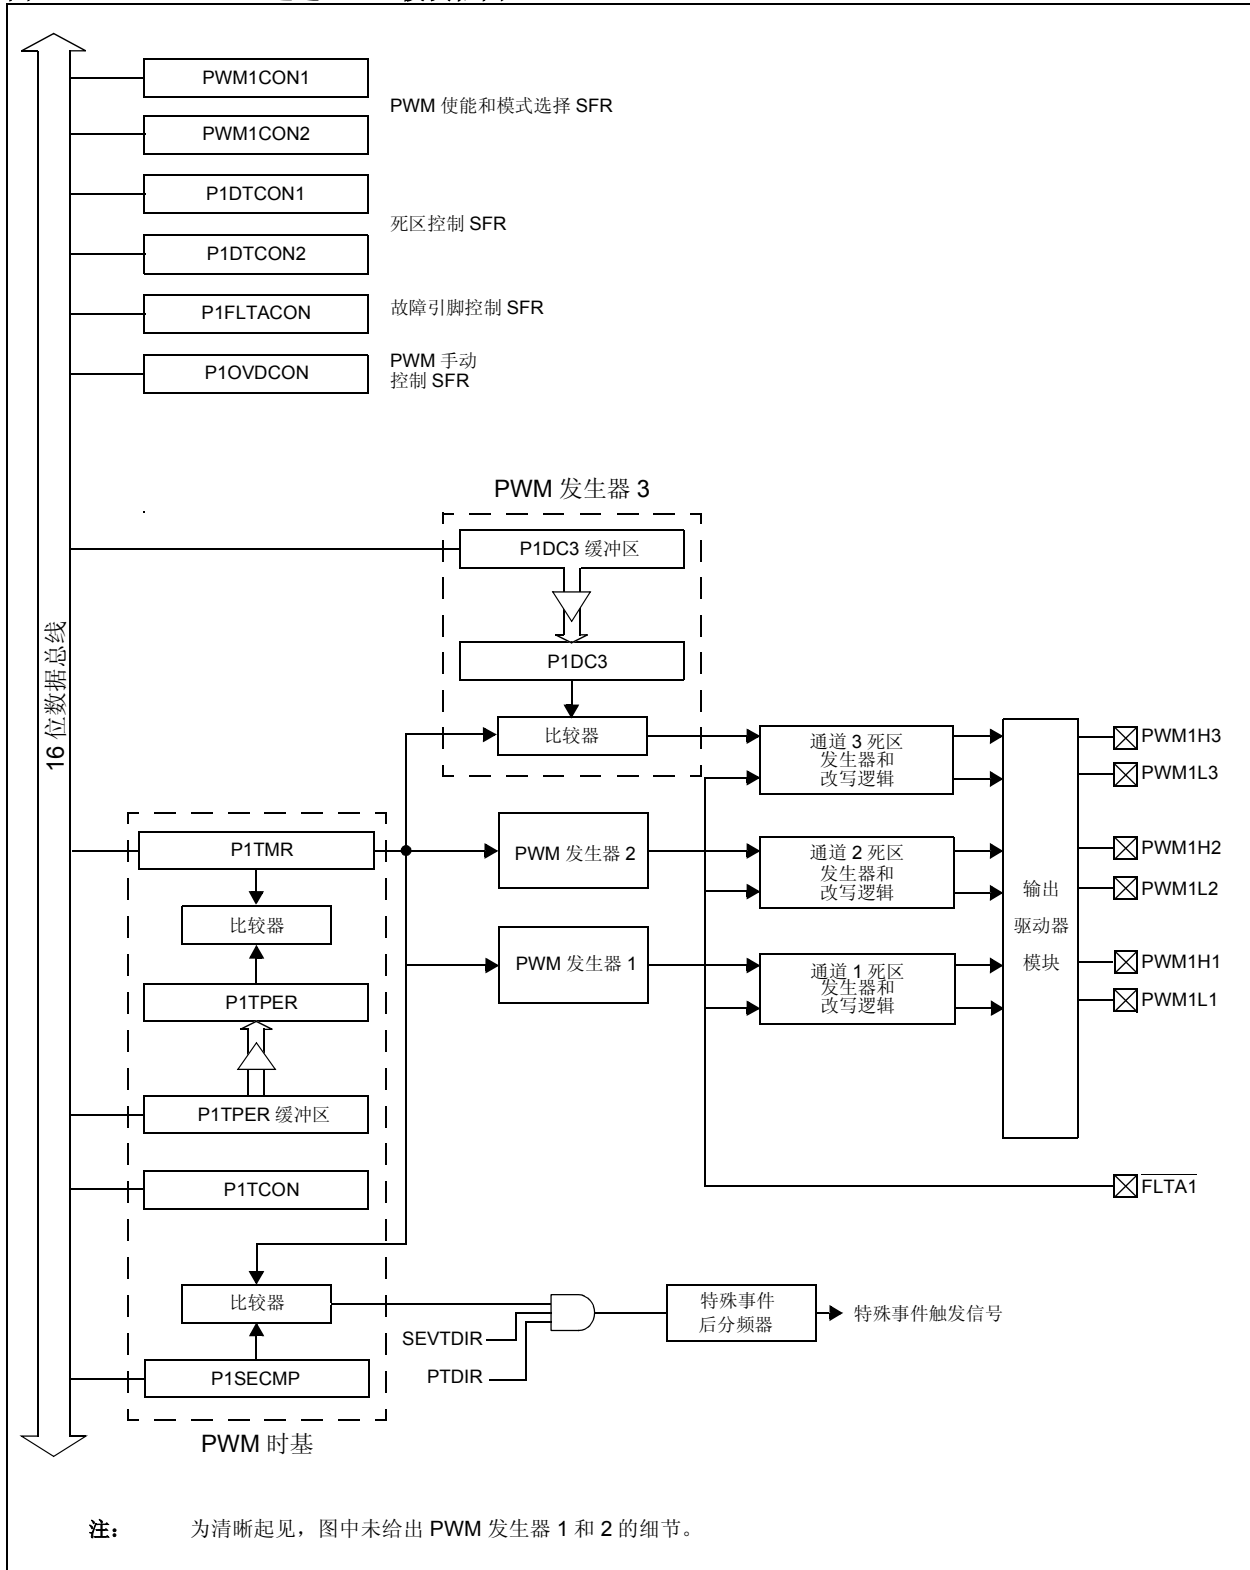 PWM1CON1
PWM 使能和模式选择 SFR
PWM1CON2
P1DTCON1
死区控制 SFR
P1DTCON2
P1FLTACON
故障引脚控制 SFR
P1OVDCON
PWM 手动
控制 SFR
16 位数据总线
PWM 发生器 3
P1DC3 缓冲区
P1DC3
比较器
通道 3 死区
发生器和
改写逻辑
PWM1H3
PWM1L3
P1TMR
PWM 发生器 2
通道 2 死区
发生器和
改写逻辑
PWM1H2
PWM1L2
输出
驱动器
模块
比较器
PWM 发生器 1
通道 1 死区
发生器和
改写逻辑
PWM1H1
PWM1L1
P1TPER
P1TPER 缓冲区
P1TCON
FLTA1
比较器
特殊事件
后分频器
特殊事件触发信号
SEVTDIR
PTDIR
P1SECMP
PWM 时基
注: 为清晰起见，图中未给出 PWM 发生器 1 和 2 的细节。